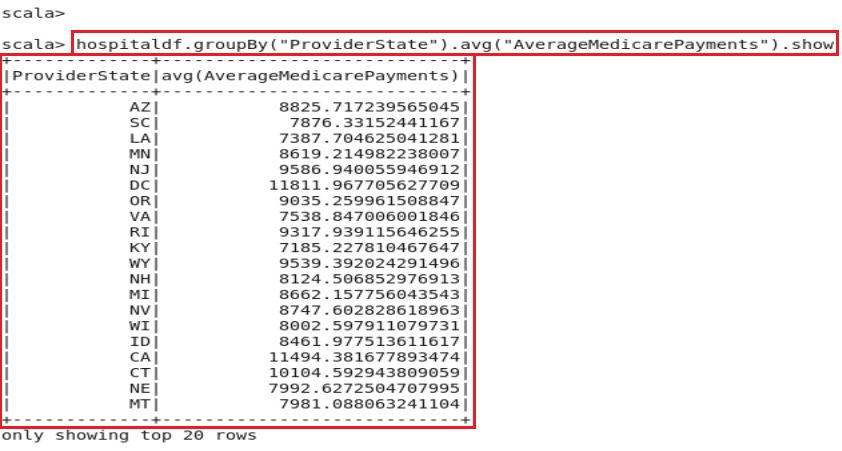 scala>
scala> hospitaldf.groupBy("ProviderState").avg("AverageMedicarePayments").show
+-------------+----------------------------+
|ProviderState|avg(AverageMedicarePayments)|
+-------------+----------------------------+
|           AZ|           8825.717239565045|
|           SC|            7876.33152441167|
|           LA|           7387.704625041281|
|           MN|           8619.214982238007|
|           NJ|           9586.940055946912|
|           DC|          11811.967705627709|
|           OR|           9035.259961508847|
|           VA|           7538.847006001846|
|           RI|           9317.939115646255|
|           KY|           7185.227810467647|
|           WY|           9539.392024291496|
|           NH|           8124.506852976913|
|           MI|           8662.157756043543|
|           NV|           8747.602828618963|
|           WI|           8002.597911079731|
|           ID|           8461.977513611617|
|           CA|          11494.381677893474|
|           CT|          10104.592943809059|
|           NE|          7992.6272504707995|
|           MT|           7981.088063241104|
+-------------+----------------------------+
only showing top 20 rows